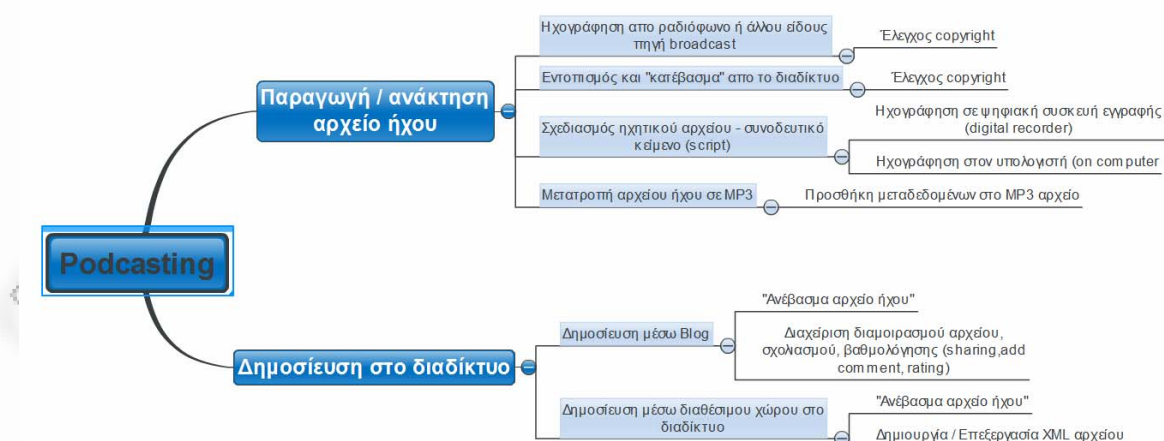 Podcasting
Παραγωγή / ανάκτηση
αρχείο ήχου
Ηχογράφηση απο ραδιόφωνο ή άλλου είδους
πηγή broadcast
Έλεγχος copyright
Εντοπισμός και "κατέβασμα" απο το διαδίκτυο
Έλεγχος copyright
Σχεδιασμός ηχητικού αρχείου - συνοδευτικό
κείμενο (script)
Ηχογράφηση σε ψηφιακή συσκευή εγγραφής
(digital recorder)
Ηχογράφηση στον υπολογιστή (on computer
Μετατροπή αρχείου ήχου σε MP3
Προσθήκη μεταδεδομένων στο MP3 αρχείο
Δημοσίευση στο διαδίκτυο
Δημοσίευση μέσω Blog
"Ανέβασμα αρχείο ήχου"
Διαχείριση διαμοιρασμού αρχείου,
σχολιασμού, βαθμολόγησης (sharing,add
comment, rating)
Δημοσίευση μέσω διαθέσιμου χώρου στο
διαδίκτυο
"Ανέβασμα αρχείο ήχου"
Δημιουργία / Επεξεργασία XML αρχείου